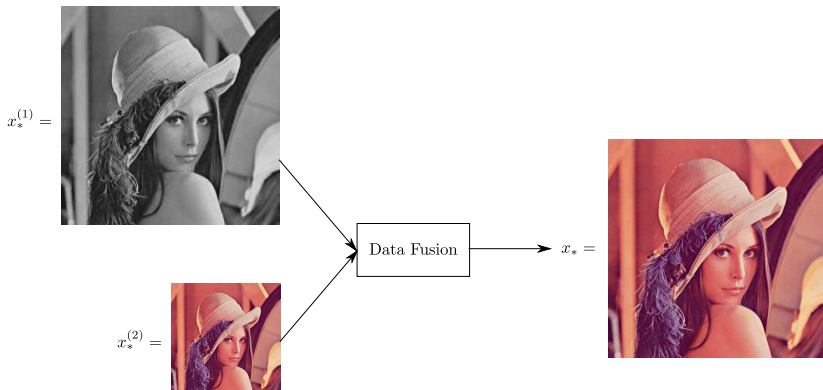 x_*^{(1)} =
Data Fusion
x_* =
x_*^{(2)} =